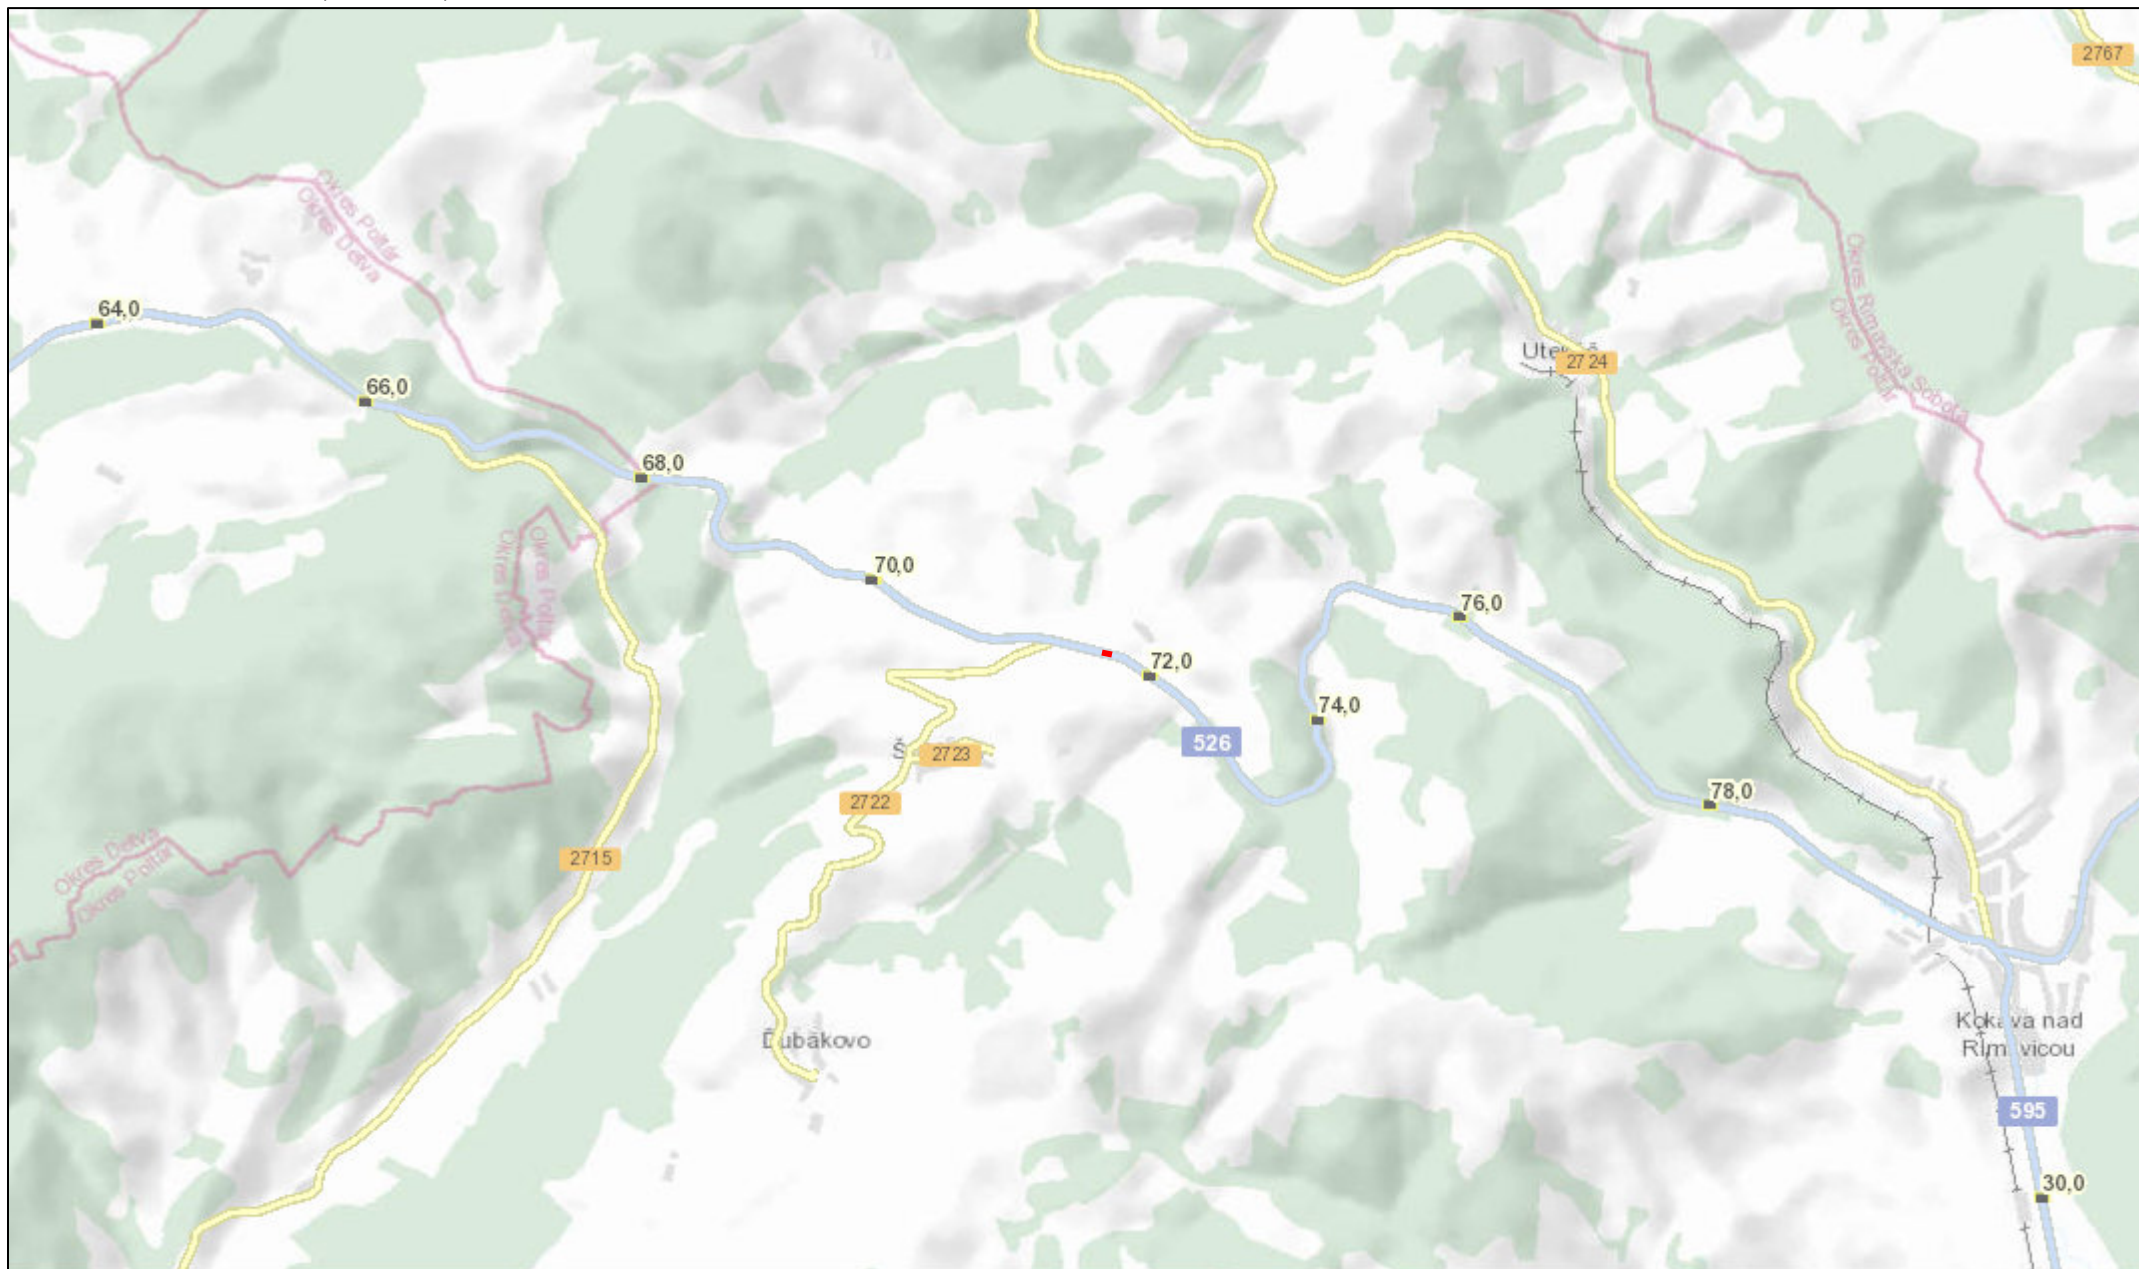 2767
Okres Poltár
Okres Detva
64,0
Okres Rimavská Sobota
Okres Poltár
2724
66,0
68,0
Okres Poltár
Okres Detva
70,0
76,0
72,0
74,0
526
2723
78,0
2722
2715
Okres Detva
Okres Poltár
Ďubákovo
Kokava nad
Rimavicou
595
30,0